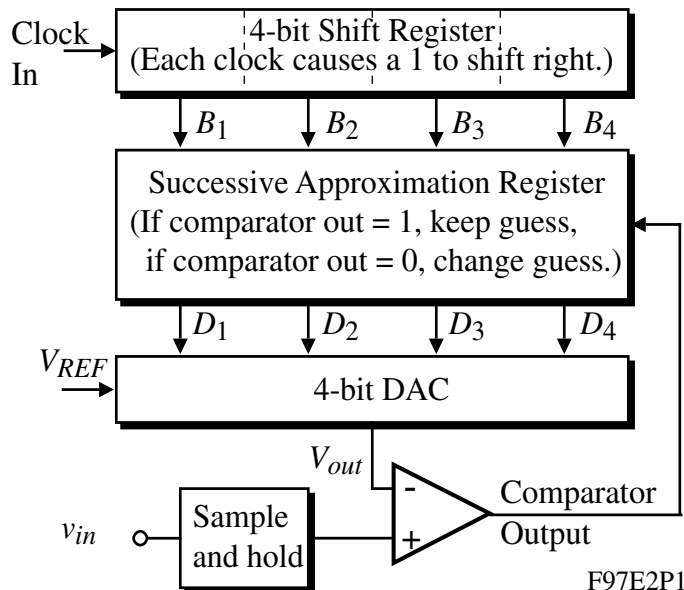 Clock
In
4-bit Shift Register
(Each clock causes a 1 to shift right.)
B1 B2 B3 B4
Successive Approximation Register
(If comparator out = 1, keep guess,
if comparator out = 0, change guess.)
D1 D2 D3 D4
VREF
4-bit DAC
Vout
-
+
vin
Sample
and hold
Comparator
Output
F97E2P1